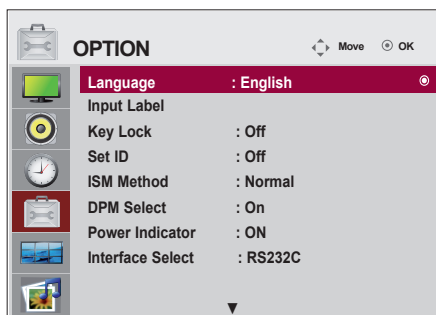 OPTION Move OK
Language : English
Input Label
Key Lock : Off
Set ID : Off
ISM Method : Normal
DPM Select : On
Power Indicator : ON
Interface Select : RS232C